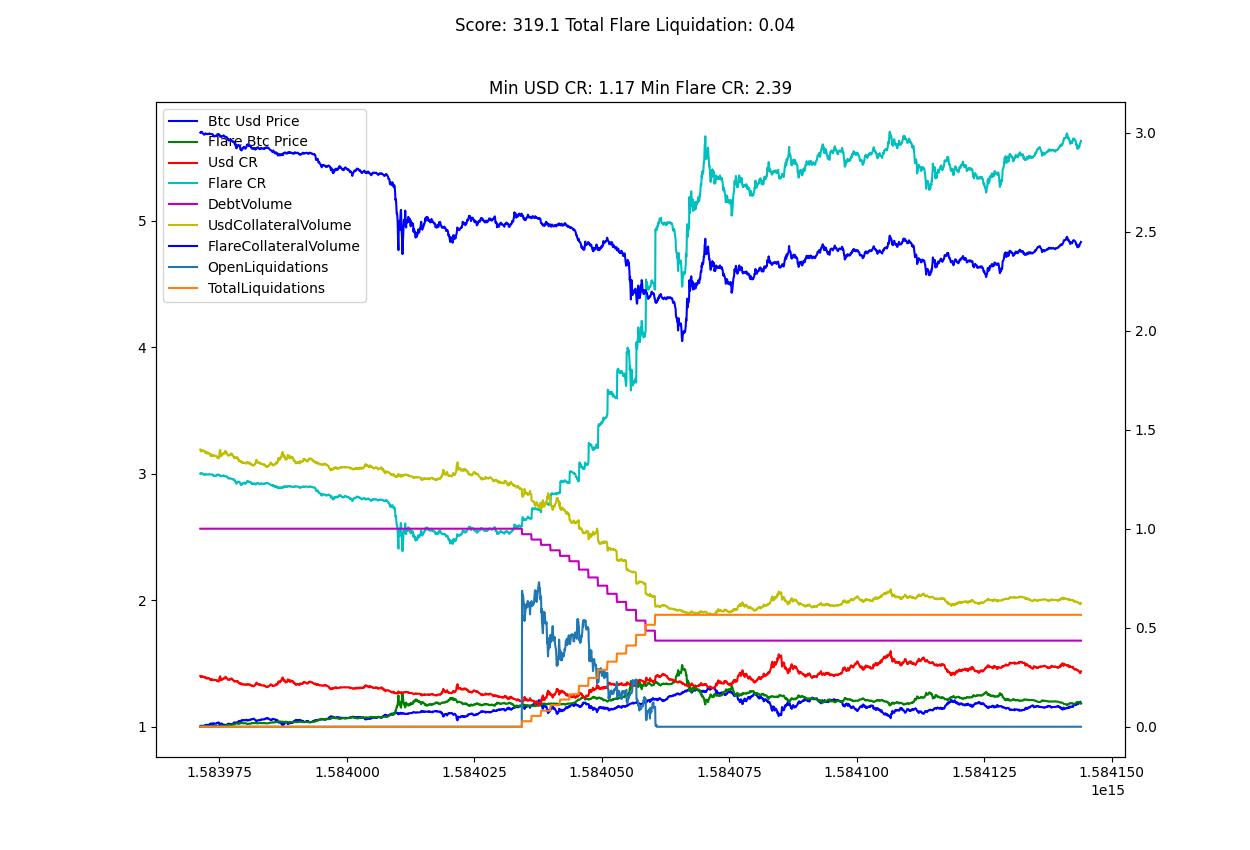 Score: 319.1 Total Flare Liquidation: 0.04
Min USD CR: 1.17 Min Flare CR: 2.39
Btc Usd Price
Flare Btc Price
Usd CR
Flare CR
DebtVolume
UsdCollateralVolume
FlareCollateralVolume
OpenLiquidations
TotalLiquidations
5
4
3
2
1
3.0
2.5
2.0
1.5
1.0
0.5
0.0
1.583975 1.584000 1.584025 1.584050 1.584075 1.584100 1.584125 1.584150
1e15